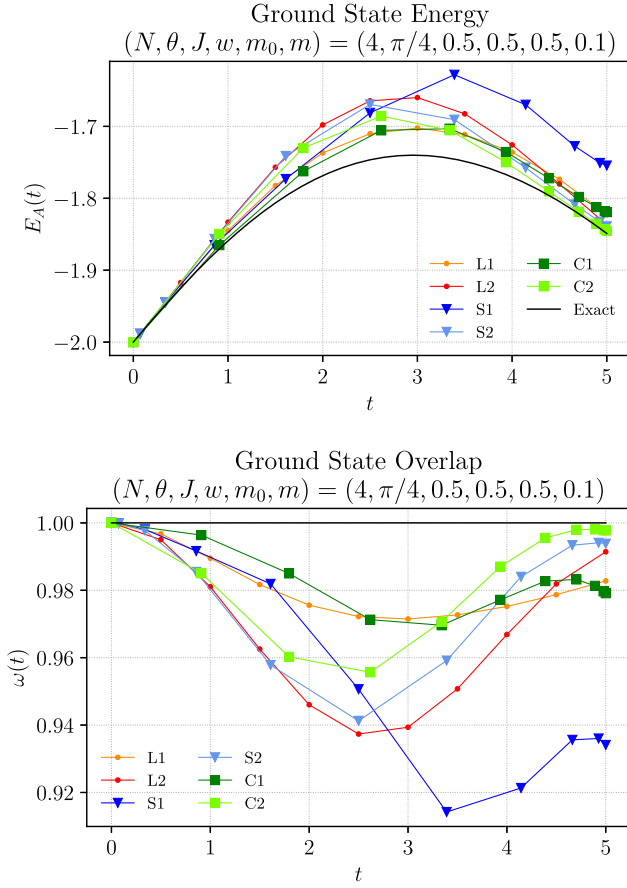 Ground State Energy
(N, θ, J, w, m₀, m) = (4, π/4, 0.5, 0.5, 0.5, 0.1)
−1.7
−1.8
−1.9
−2.0
E_A(t)
L1
L2
S1
S2
C1
C2
Exact
0 1 2 3 4 5
t
Ground State Overlap
(N, θ, J, w, m₀, m) = (4, π/4, 0.5, 0.5, 0.5, 0.1)
1.00
0.98
0.96
0.94
0.92
ω(t)
L1
L2
S1
S2
C1
C2
0 1 2 3 4 5
t